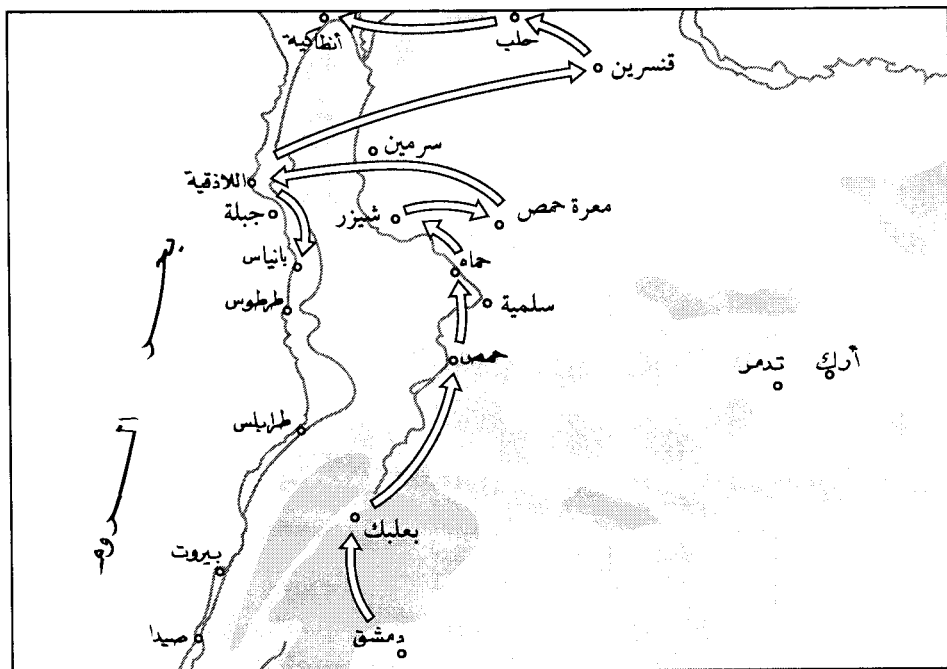 أنطاكية
حلب
قنسرين
سرمين
اللاذقية
معرة حمص
شيزر
جبلة
بانياس
حماه
سلمية
طرطوس
حمص
أرك
تدمر
طرابلس
بعلبك
بيروت
دمشق
صيدا
بحر
الروم